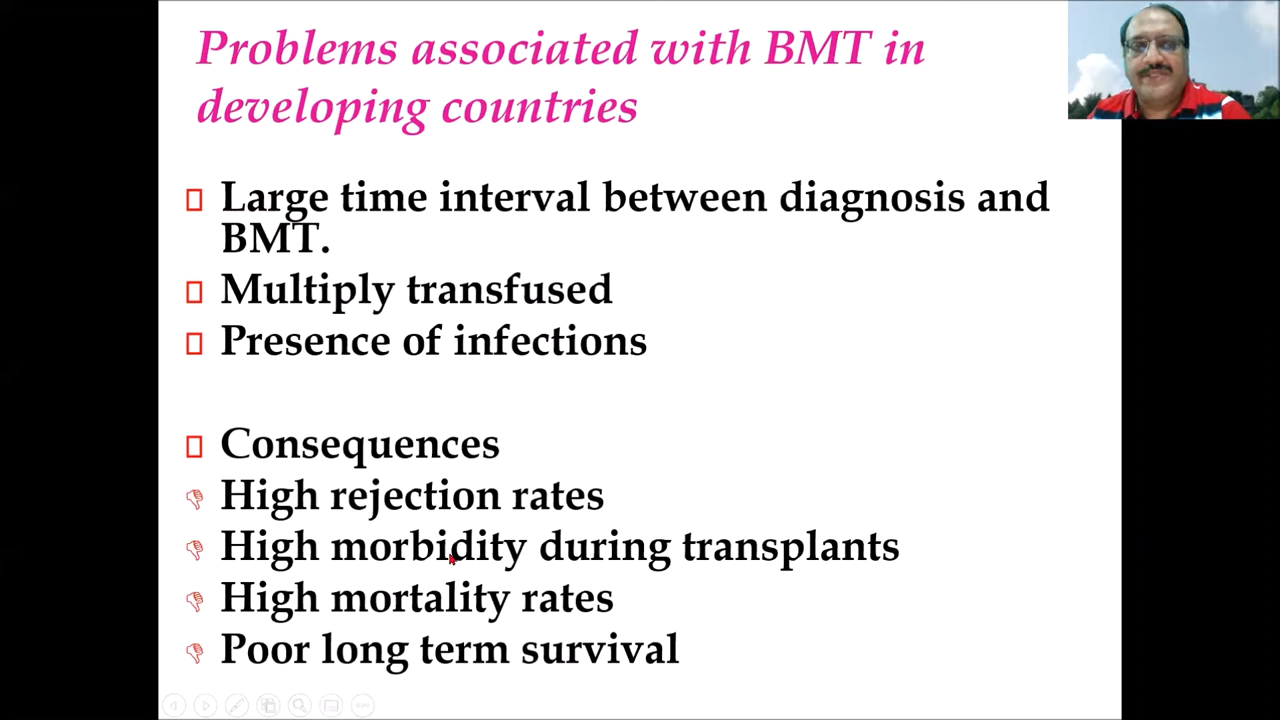 Problems associated with BMT in
developing countries
Large time interval between diagnosis and
BMT.
Multiply transfused
Presence of infections
Consequences
High rejection rates
High morbidity during transplants
High mortality rates
Poor long term survival